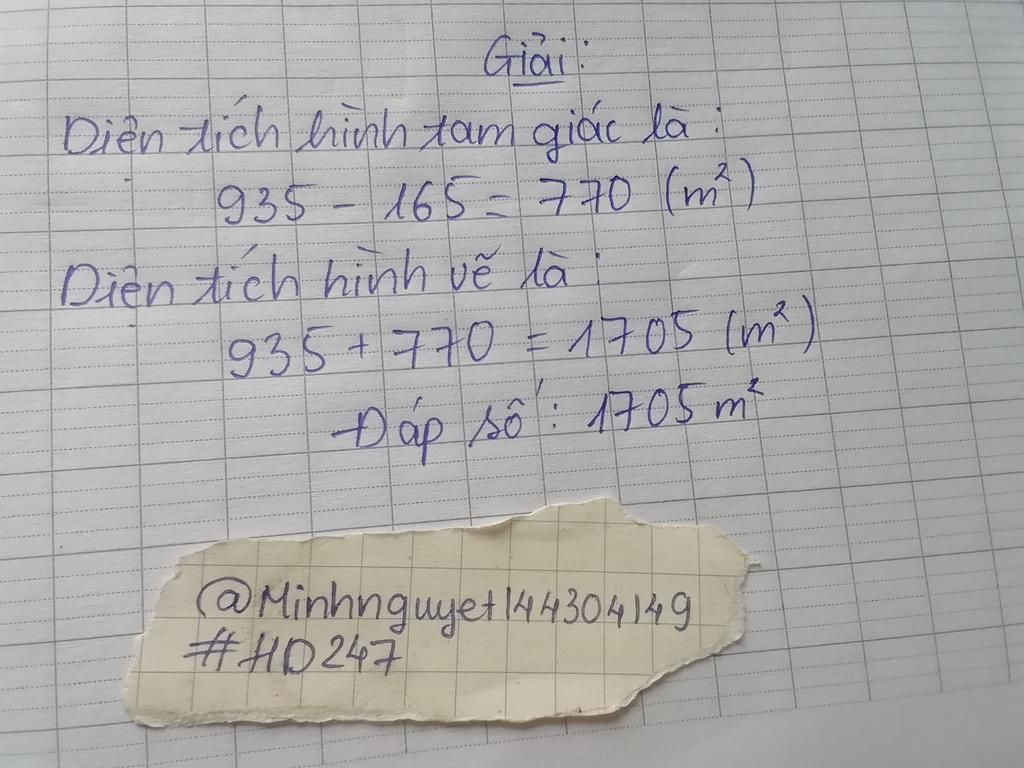 Giải:
Diện tích hình tam giác là:
935 - 165 = 770 (m²)
Diện tích hình vẽ là:
935 + 770 = 1705 (m²)
Đáp số: 1705 m²
@Minhnguyet144304149
#HD247